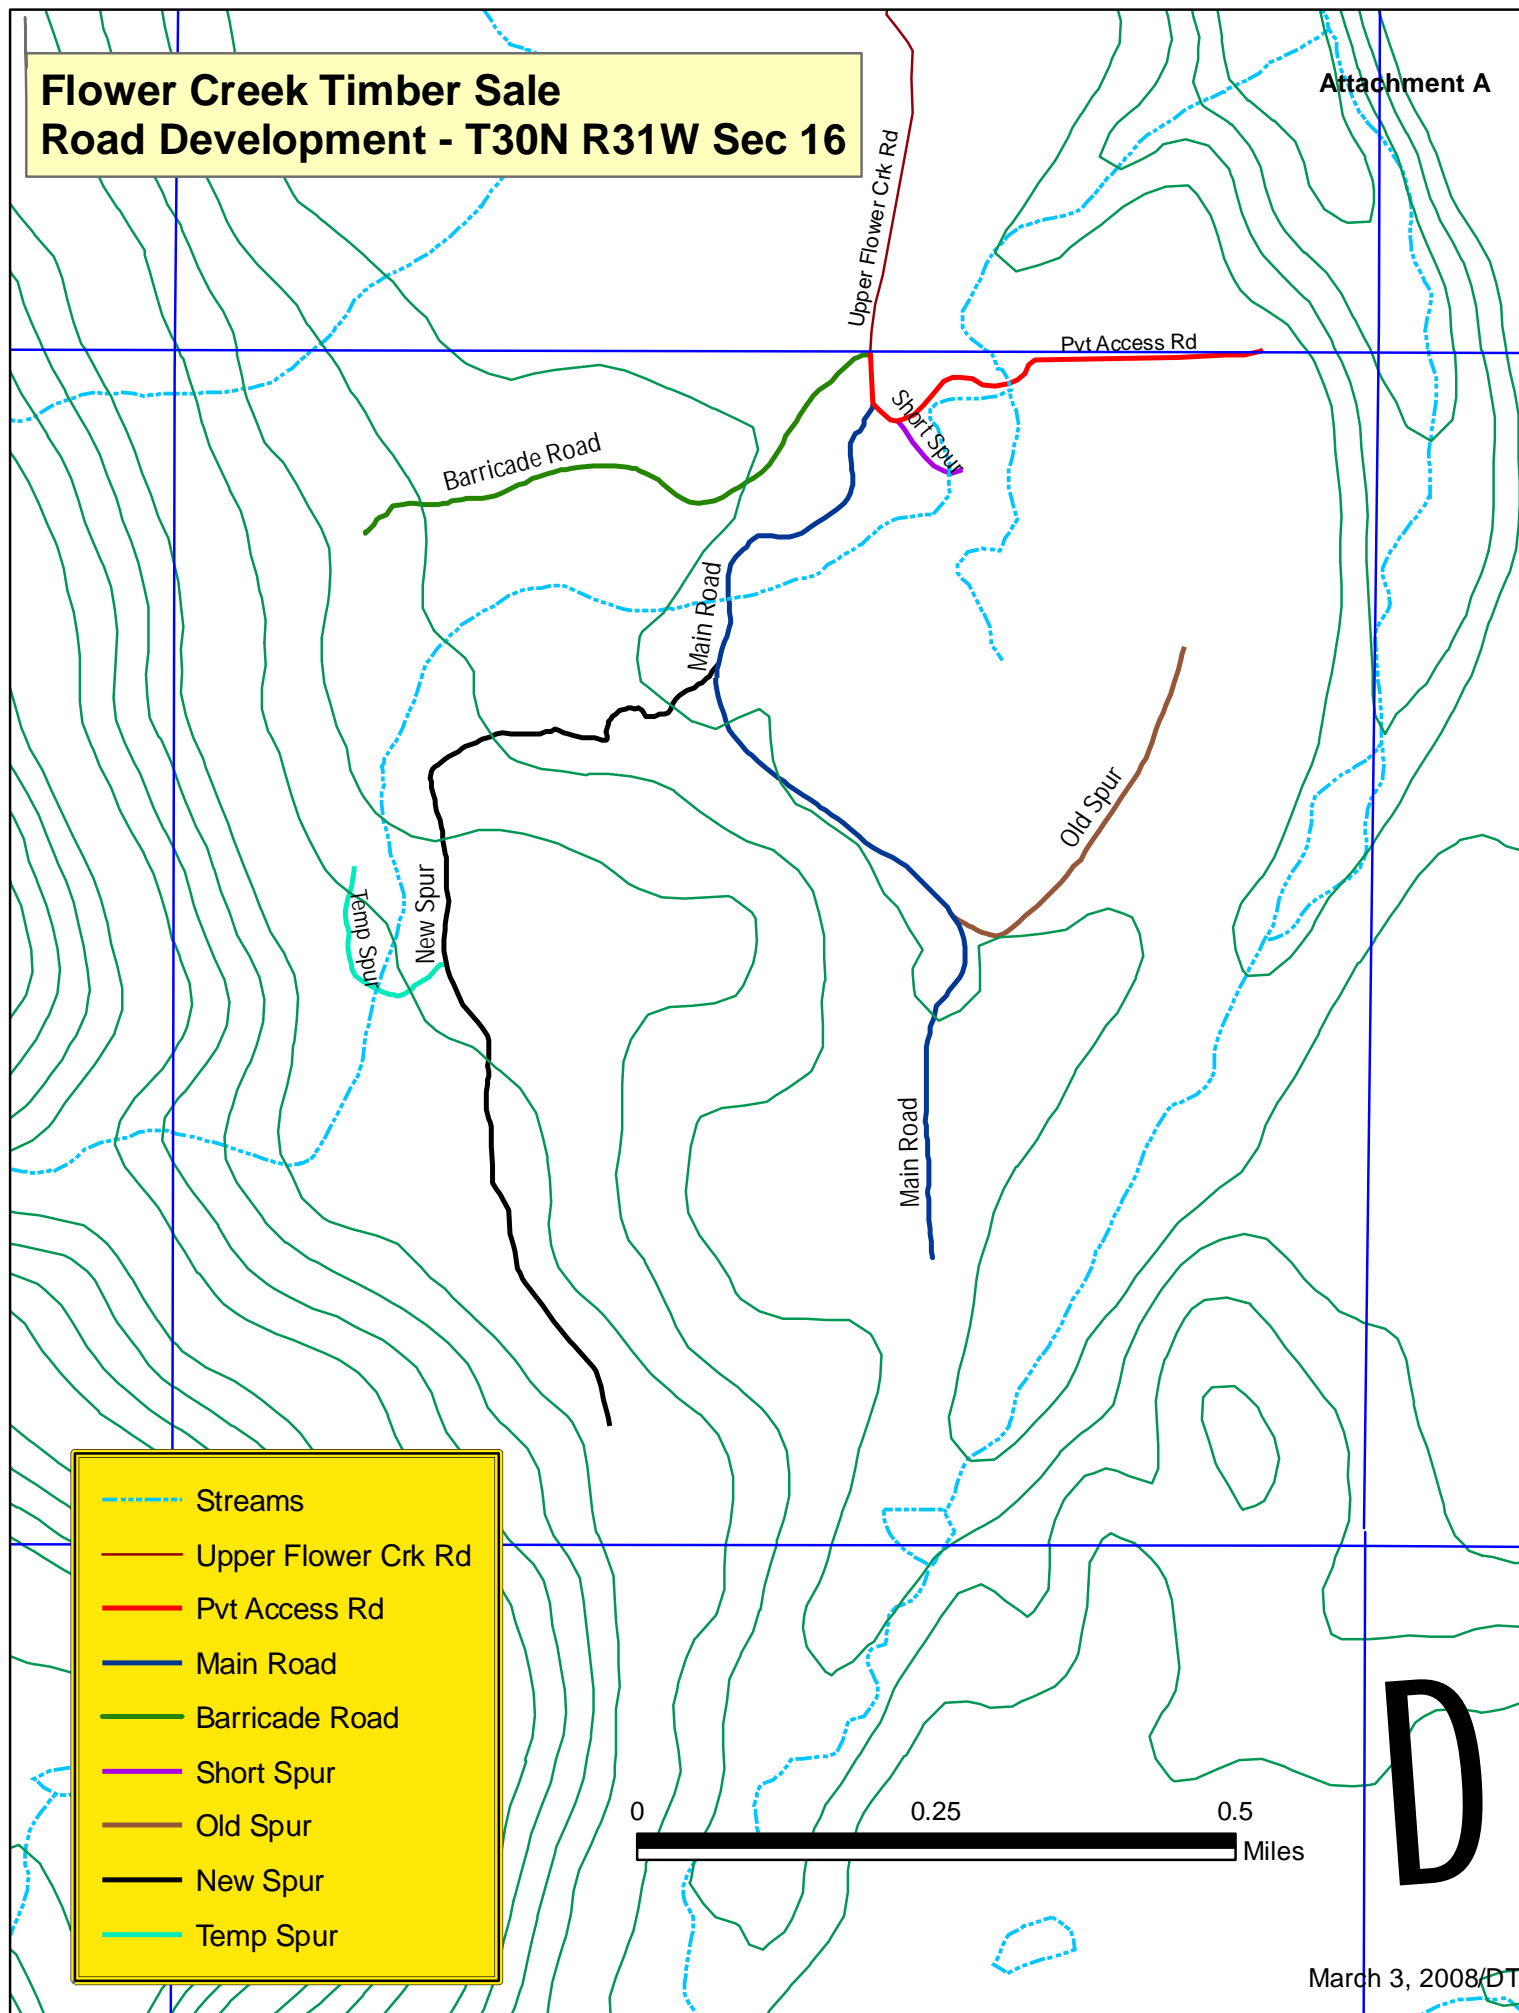 Flower Creek Timber Sale
Road Development - T30N R31W Sec 16
Attachment A
Upper Flower Crk Rd
Pvt Access Rd
Short Spur
Barricade Road
Main Road
Old Spur
New Spur
Temp Spur
Main Road
Streams
Upper Flower Crk Rd
Pvt Access Rd
Main Road
Barricade Road
Short Spur
Old Spur
New Spur
Temp Spur
0 0.25 0.5
Miles
D
March 3, 2008/DT